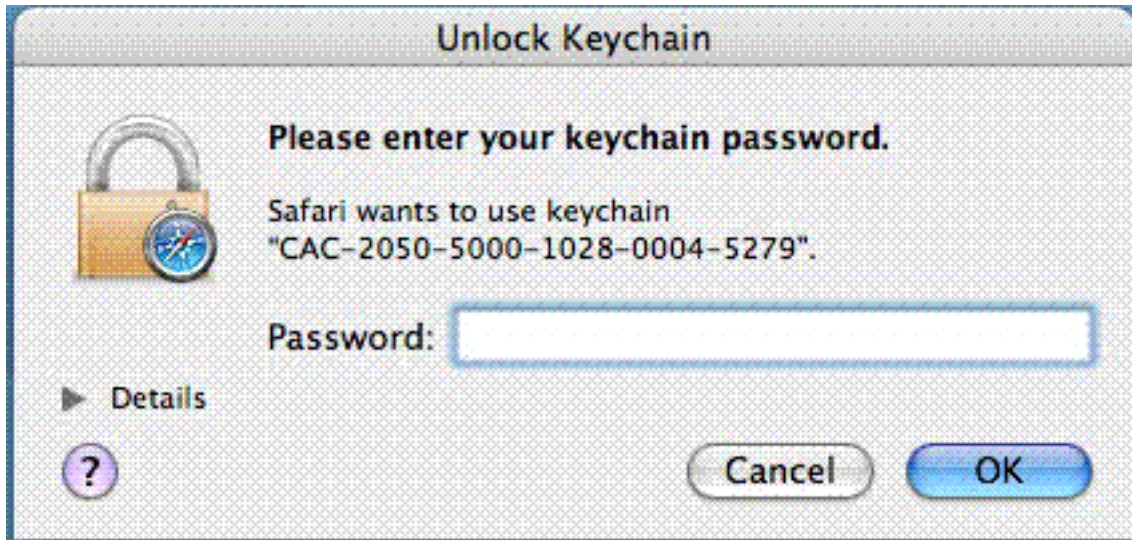 Unlock Keychain
Please enter your keychain password.
Safari wants to use keychain
"CAC-2050-5000-1028-0004-5279".
Password:
Details
?
Cancel
OK